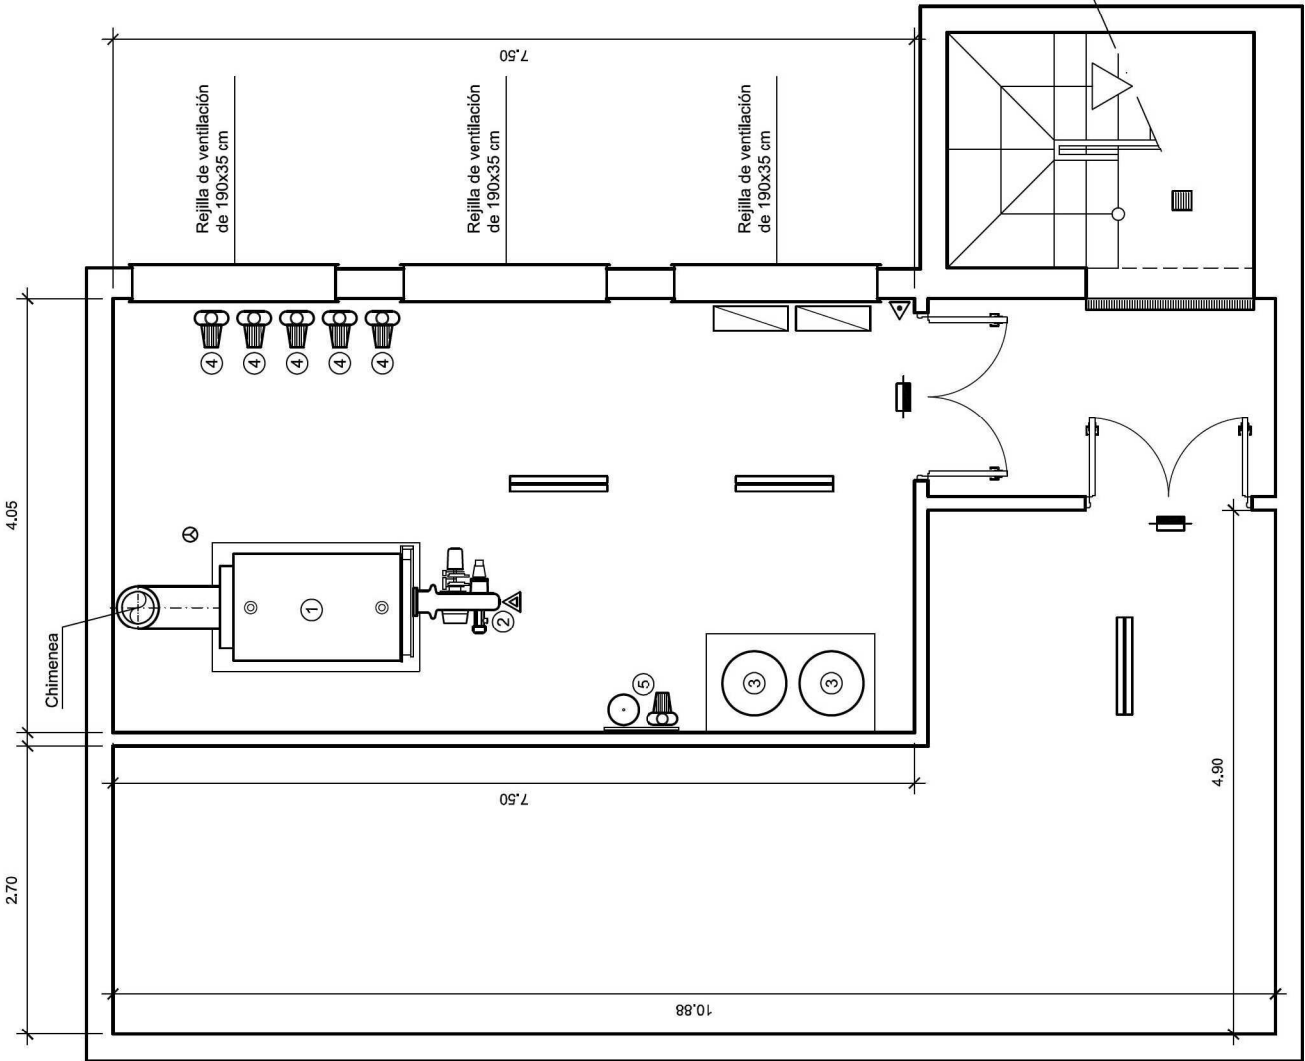 7.50
Rejilla de ventilación
de 190x35 cm
Rejilla de ventilación
de 190x35 cm
Rejilla de ventilación
de 190x35 cm
4
4
4
4
4
4.05
Chimenea
1
2
5
3
3
2.70
7.50
4.90
10.88